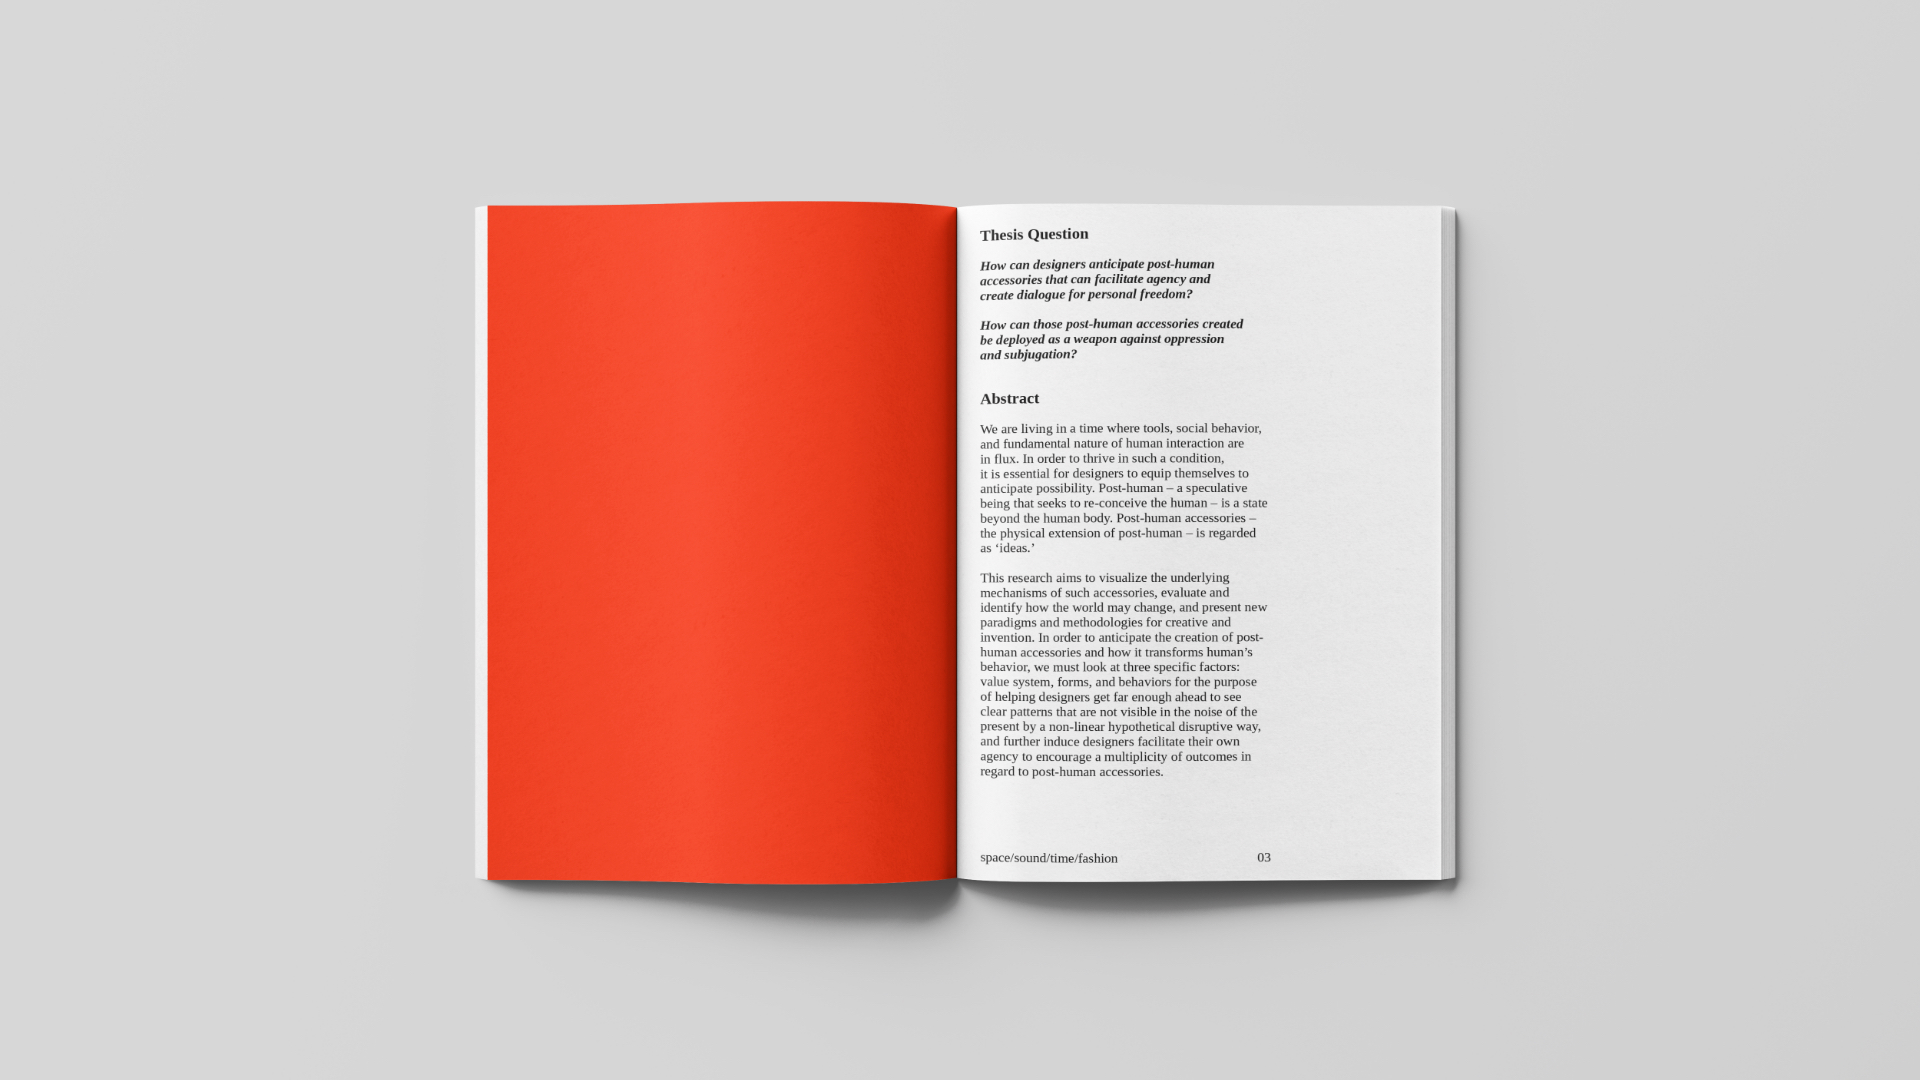 Thesis Question
How can designers anticipate post-human
accessories that can facilitate agency and
create dialogue for personal freedom?
How can those post-human accessories created
be deployed as a weapon against oppression
and subjugation?
Abstract
We are living in a time where tools, social behavior,
and fundamental nature of human interaction are
in flux. In order to thrive in such a condition,
it is essential for designers to equip themselves to
anticipate possibility. Post-human – a speculative
being that seeks to re-conceive the human – is a state
beyond the human body. Post-human accessories –
the physical extension of post-human – is regarded
as ‘ideas.’
This research aims to visualize the underlying
mechanisms of such accessories, evaluate and
identify how the world may change, and present new
paradigms and methodologies for creative and
invention. In order to anticipate the creation of post-
human accessories and how it transforms human’s
behavior, we must look at three specific factors:
value system, forms, and behaviors for the purpose
of helping designers get far enough ahead to see
clear patterns that are not visible in the noise of the
present by a non-linear hypothetical disruptive way,
and further induce designers facilitate their own
agency to encourage a multiplicity of outcomes in
regard to post-human accessories.
space/sound/time/fashion 03